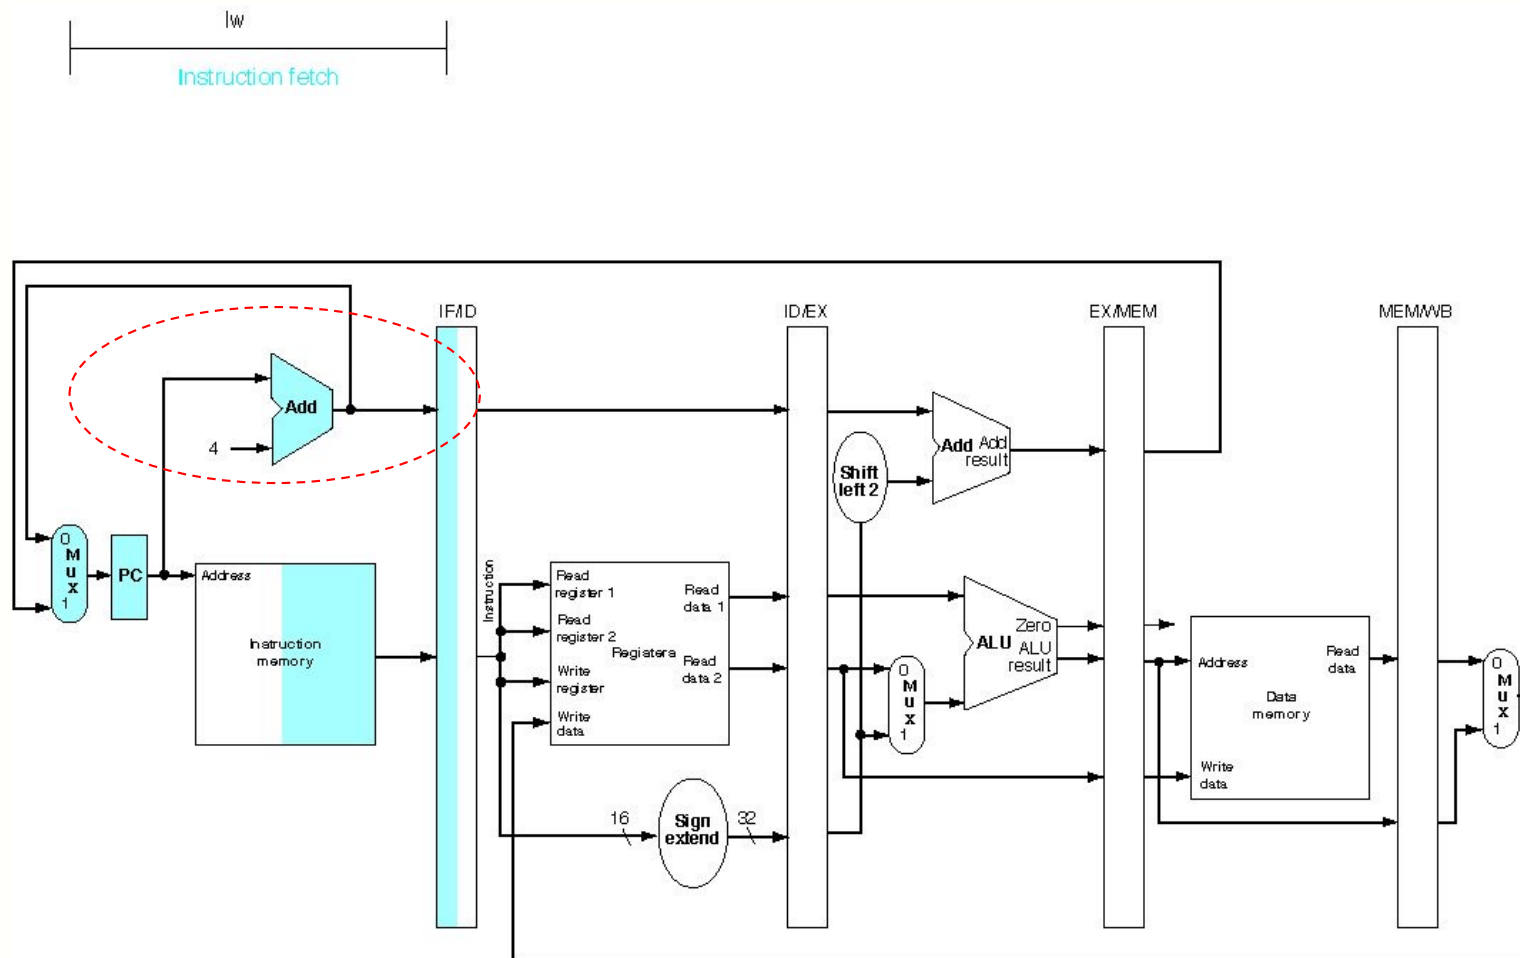 lw
Instruction fetch
IF/ID
ID/EX
EX/MEM
MEM/WB
Add
4
Add
Add
result
Shift
left 2
0
M
u
x
1
PC
Address
Instruction
memory
Instruction
Read
register 1
Read
register 2
Write
register
Write
data
Registers
Read
data 1
Read
data 2
16
Sign
extend
32
0
M
u
x
1
ALU
Zero
ALU
result
Address
Read
data
Data
memory
Write
data
0
M
u
x
1